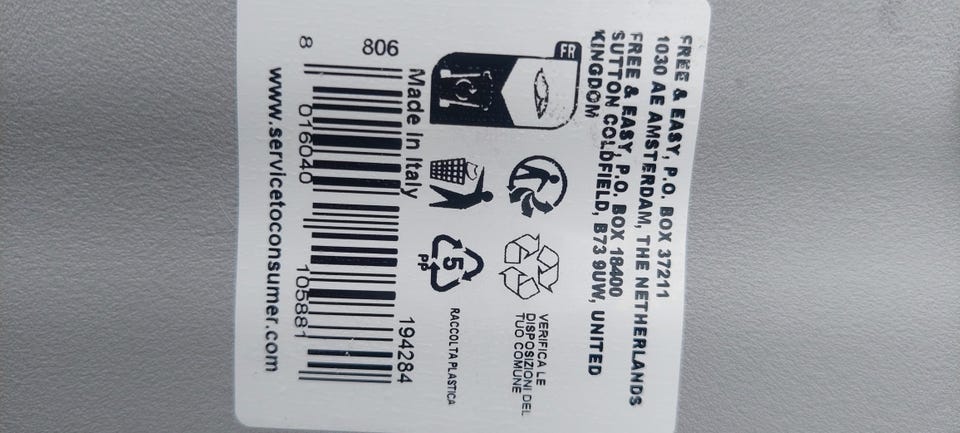 FREE & EASY, P.O. BOX 37211
1030 AE AMSTERDAM, THE NETHERLANDS
FREE & EASY, P.O. BOX 18400
SUTTON COLDFIELD, B73 9UW, UNITED
KINGDOM
FR
VERIFICA LE
DISPOSIZIONI DEL
TUO COMUNE
5
PP
RACCOLTA PLASTICA
Made In Italy
806 194284
8 016040 105881
www.servicetoconsumer.com